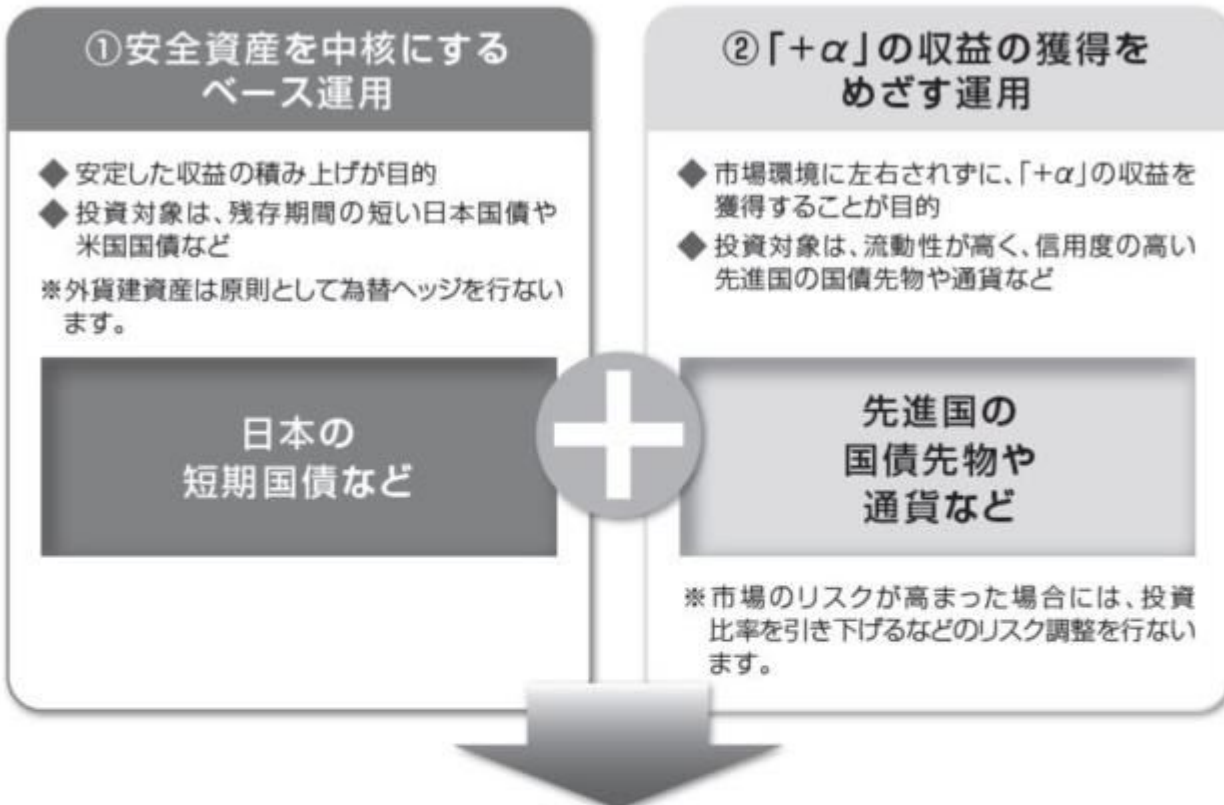 ①安全資産を中核にする
ベース運用
◆ 安定した収益の積み上げが目的
◆ 投資対象は、残存期間の短い日本国債や
米国国債など
※外貨建資産は原則として為替ヘッジを行ない
ます。
日本の
短期国債など
②「+α」の収益の獲得を
めざす運用
◆ 市場環境に左右されずに、「+α」の収益を
獲得することが目的
◆ 投資対象は、流動性が高く、信用度の高い
先進国の国債先物や通貨など
先進国の
国債先物や
通貨など
※市場のリスクが高まった場合には、投資
比率を引き下げるなどのリスク調整を行ない
ます。